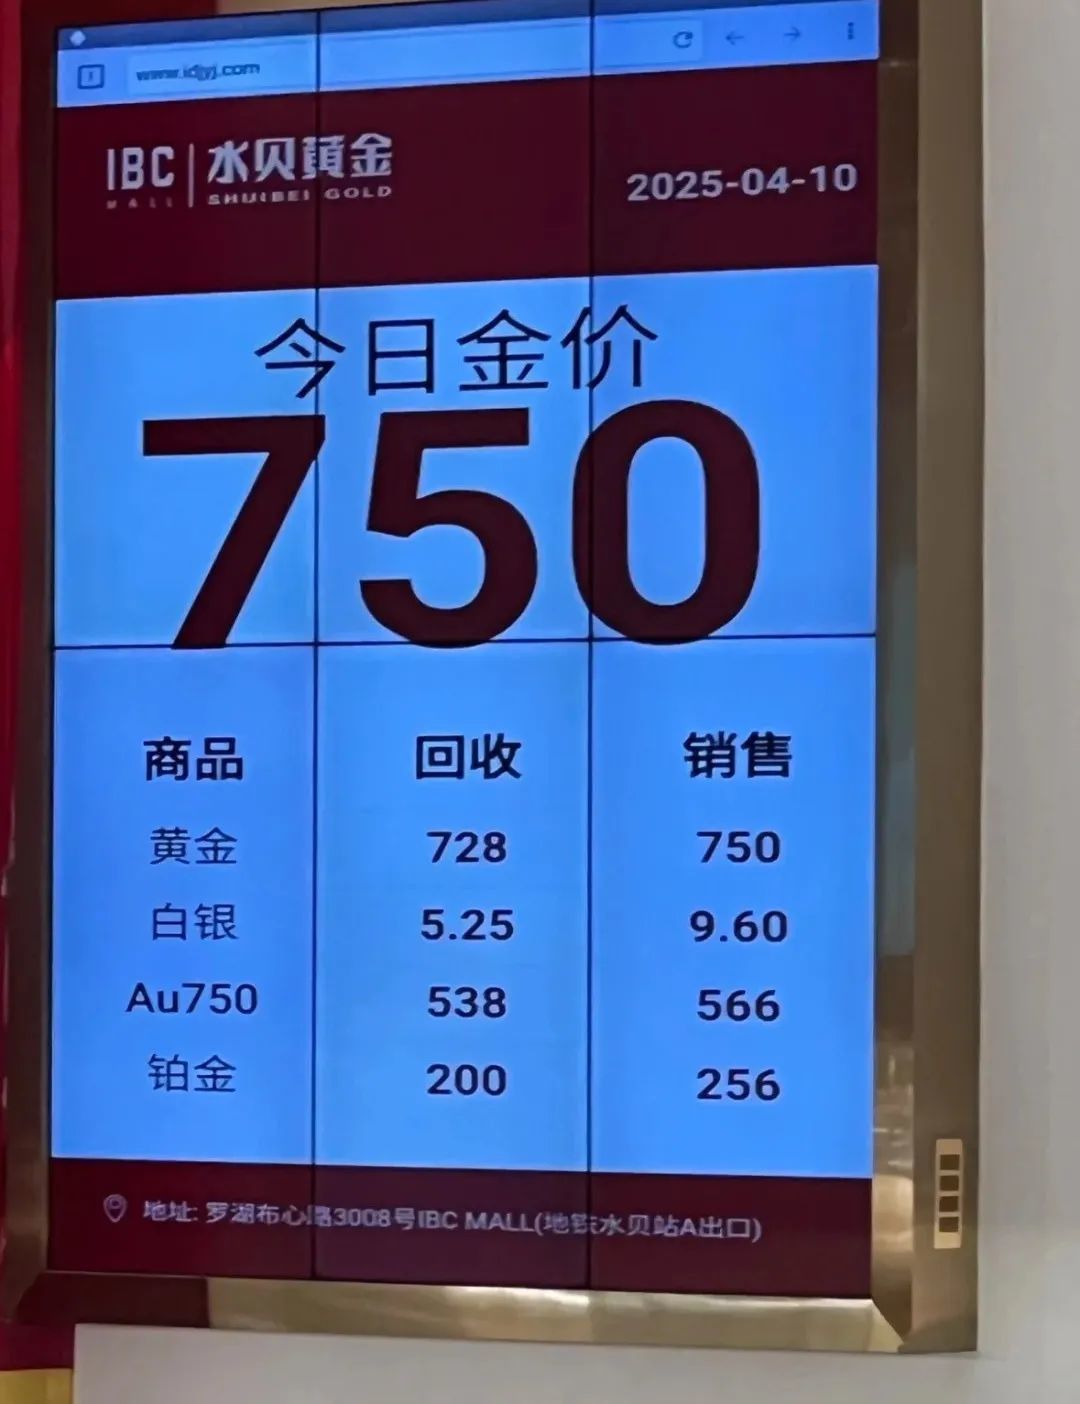 www.idjyj.com
IBC MALL 水贝黄金
SHUIBEI GOLD
2025-04-10
今日金价
750
商品 回收 销售
黄金 728 750
白银 5.25 9.60
Au750 538 566
铂金 200 256
地址: 罗湖布心路3008号IBC MALL(地铁水贝站A出口)